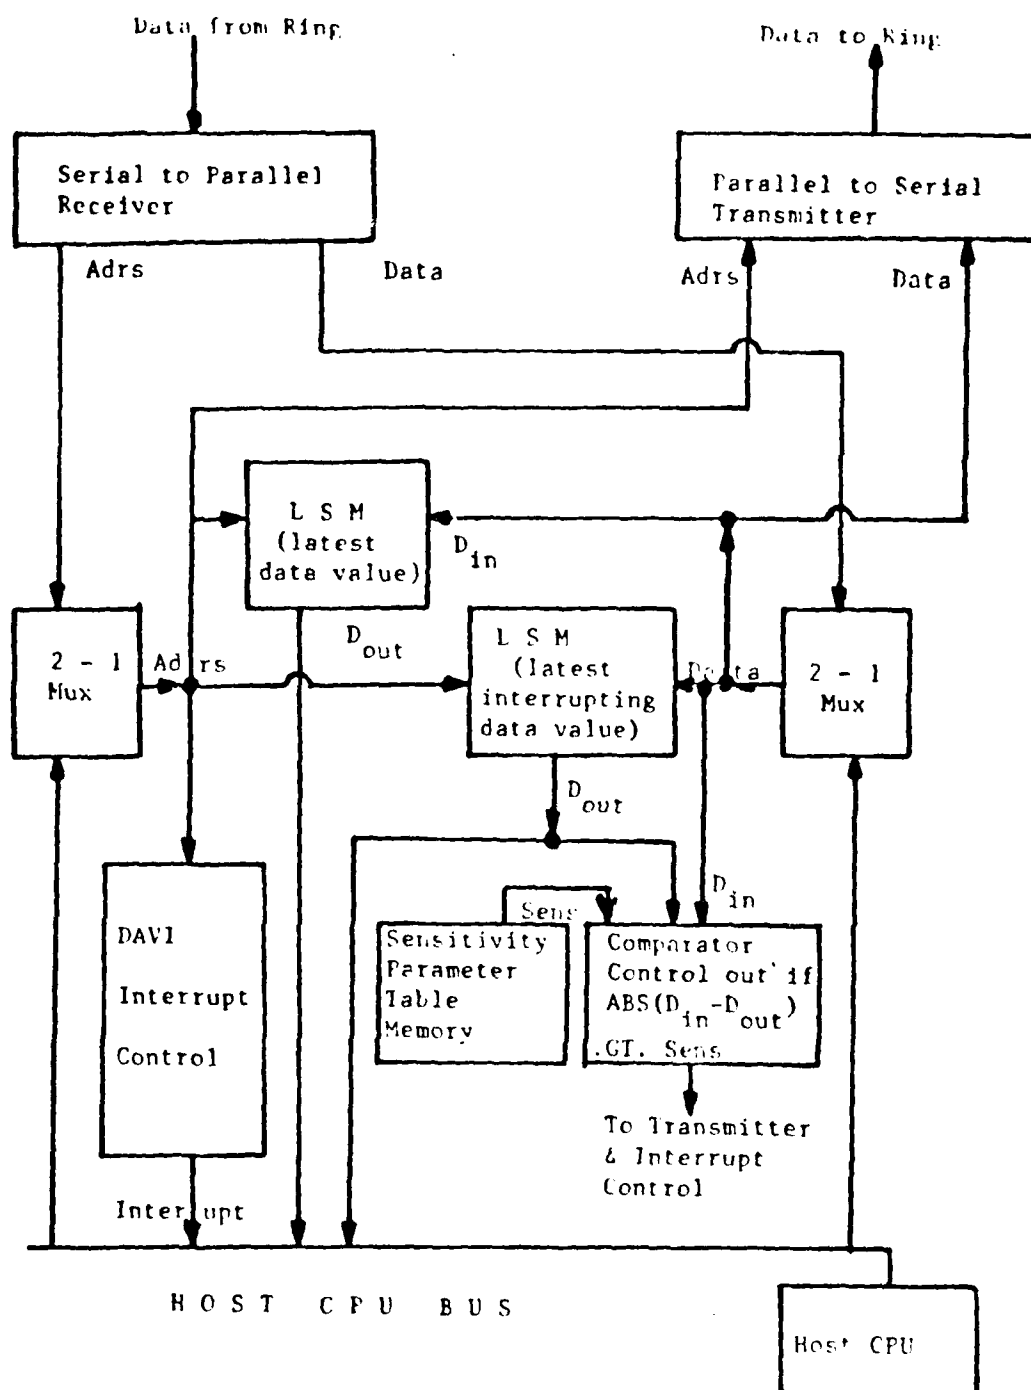 Data from Ring
Data to Ring
Serial to Parallel
Receiver
Parallel to Serial
Transmitter
Adrs
Data
Adrs
Data
L S M
(latest
data value)
D in
D out
2 - 1
Mux
Adrs
L S M
(latest
interrupting
data value)
Data
2 - 1
Mux
D out
D in
Sens
DAVI
Interrupt
Control
Sensitivity
Parameter
Table
Memory
Comparator
Control out if
ABS(D in -D out)
.GT. Sens
To Transmitter
& Interrupt
Control
Interrupt
HOST CPU BUS
Host CPU